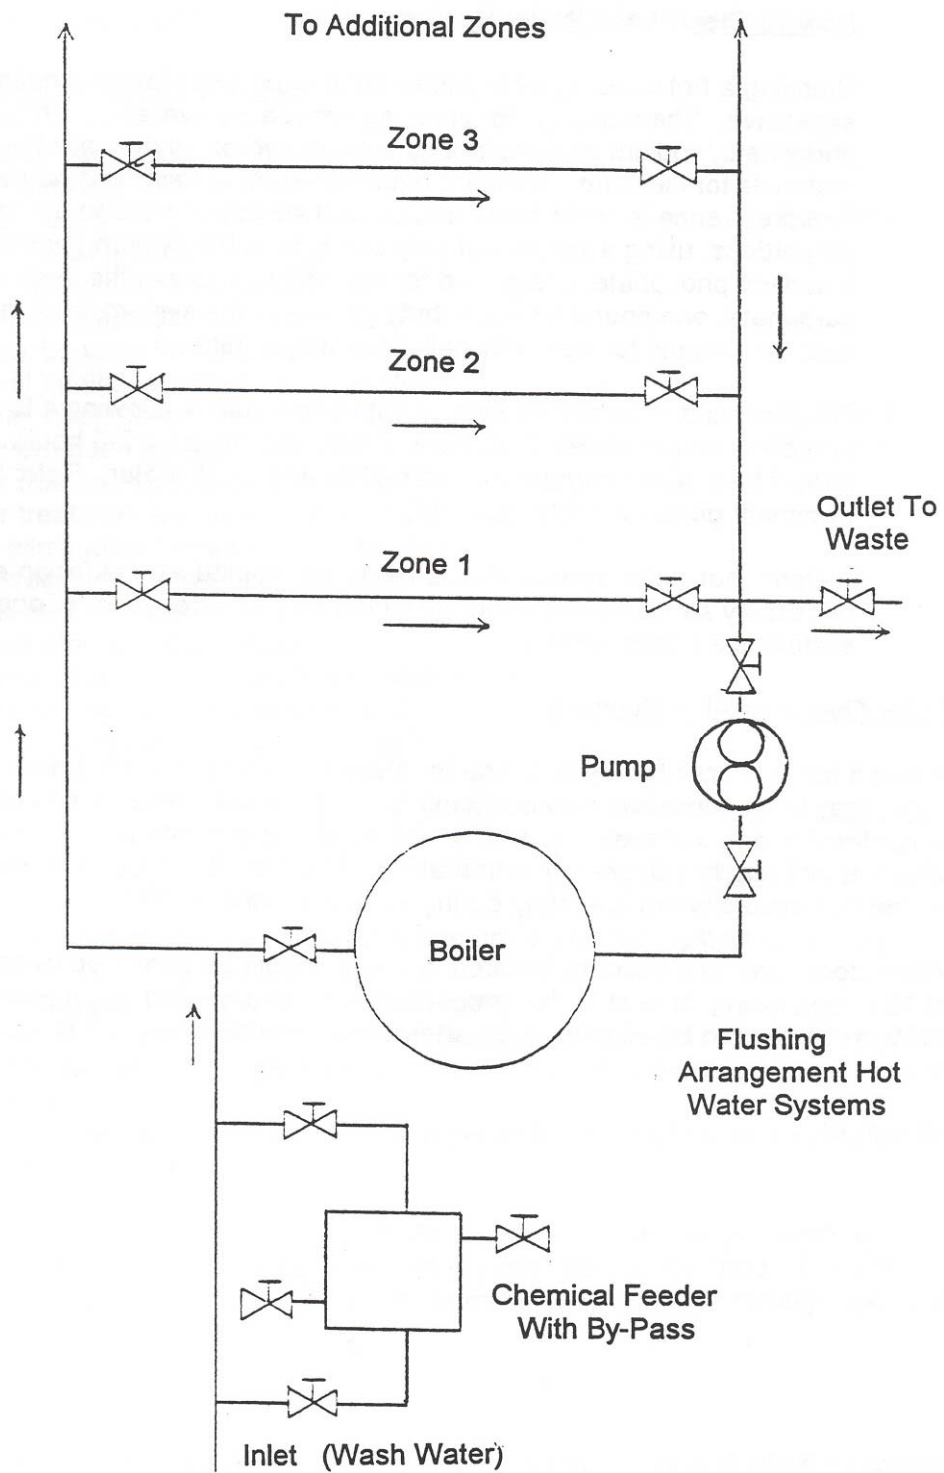 To Additional Zones
Zone 3
Zone 2
Zone 1
Outlet To
Waste
Pump
Boiler
Flushing
Arrangement Hot
Water Systems
Chemical Feeder
With By-Pass
Inlet (Wash Water)